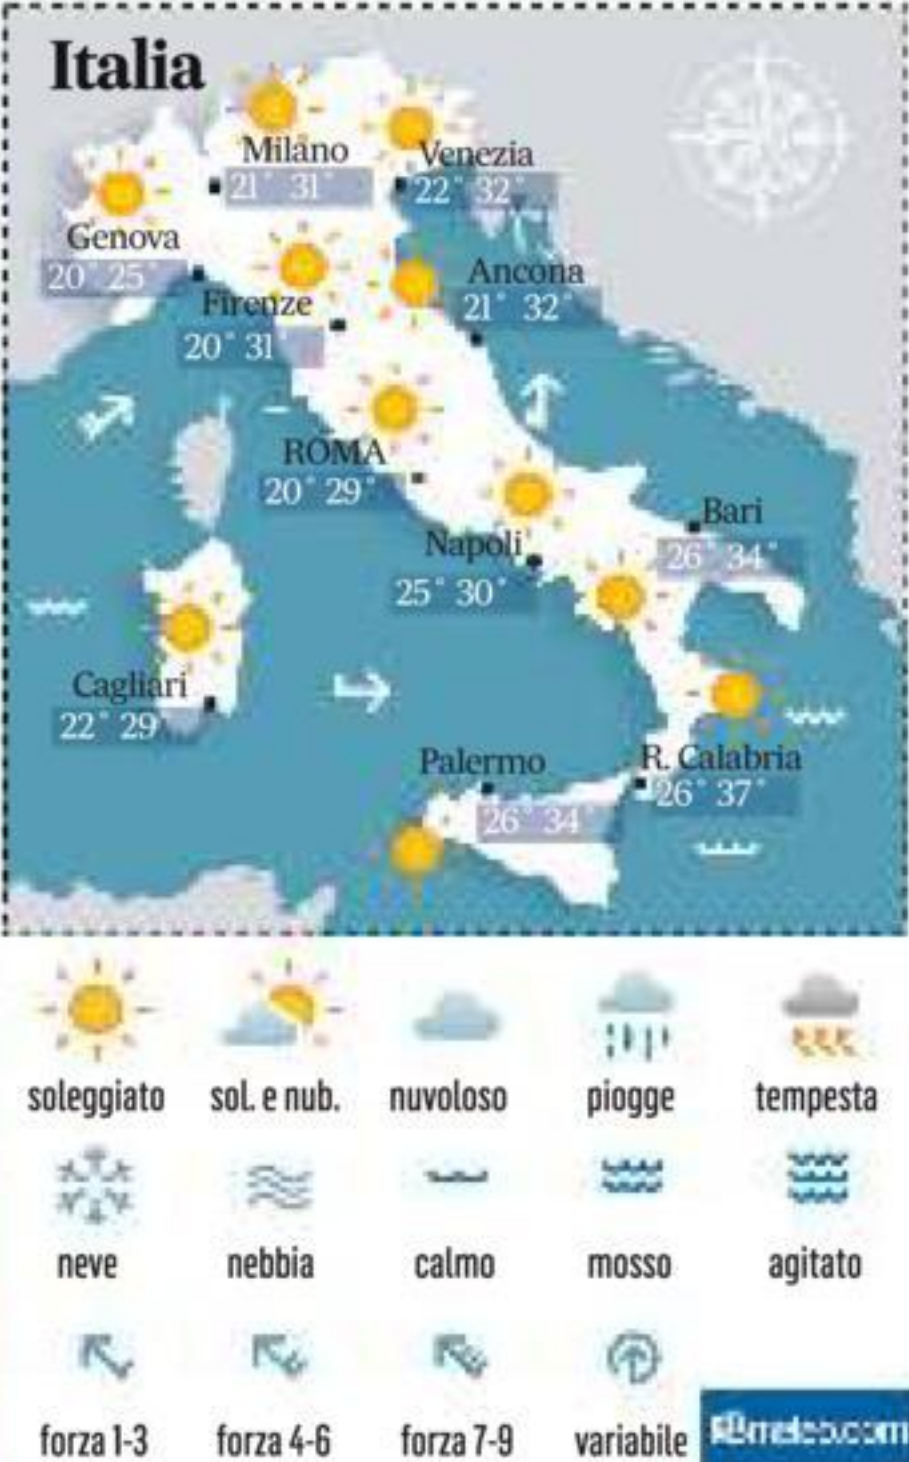 Italia
Milano
21° 31°
Venezia
22° 32°
Genova
20° 25°
Ancona
21° 32°
Firenze
20° 31°
ROMA
20° 29°
Bari
26° 34°
Napoli
25° 30°
Cagliari
22° 29°
Palermo
26° 34°
R. Calabria
26° 37°
soleggiato sol. e nub. nuvoloso piogge tempesta
neve nebbia calmo mosso agitato
forza 1-3 forza 4-6 forza 7-9 variabile